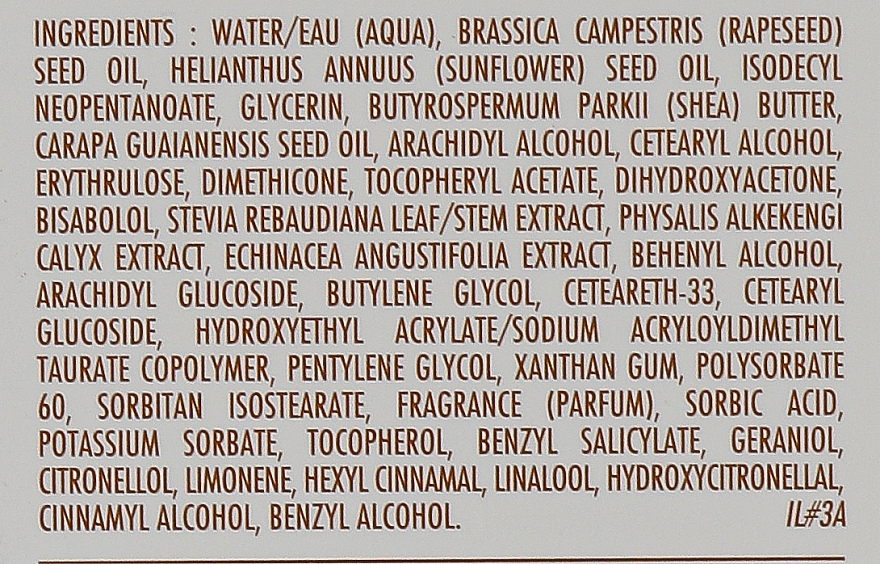 INGREDIENTS : WATER/EAU (AQUA), BRASSICA CAMPESTRIS (RAPESEED)
SEED OIL, HELIANTHUS ANNUUS (SUNFLOWER) SEED OIL, ISODECYL
NEOPENTANOATE, GLYCERIN, BUTYROSPERMUM PARKII (SHEA) BUTTER,
CARAPA GUAIANENSIS SEED OIL, ARACHIDYL ALCOHOL, CETEARYL ALCOHOL,
ERYTHRULOSE, DIMETHICONE, TOCOPHERYL ACETATE, DIHYDROXYACETONE,
BISABOLOL, STEVIA REBAUDIANA LEAF/STEM EXTRACT, PHYSALIS ALKEKENGI
CALYX EXTRACT, ECHINACEA ANGUSTIFOLIA EXTRACT, BEHENYL ALCOHOL,
ARACHIDYL GLUCOSIDE, BUTYLENE GLYCOL, CETEARETH-33, CETEARYL
GLUCOSIDE, HYDROXYETHYL ACRYLATE/SODIUM ACRYLOYLDIMETHYL
TAURATE COPOLYMER, PENTYLENE GLYCOL, XANTHAN GUM, POLYSORBATE
60, SORBITAN ISOSTEARATE, FRAGRANCE (PARFUM), SORBIC ACID,
POTASSIUM SORBATE, TOCOPHEROL, BENZYL SALICYLATE, GERANIOL,
CITRONELLOL, LIMONENE, HEXYL CINNAMAL, LINALOOL, HYDROXYCITRONELLAL,
CINNAMYL ALCOHOL, BENZYL ALCOHOL. IL#3A